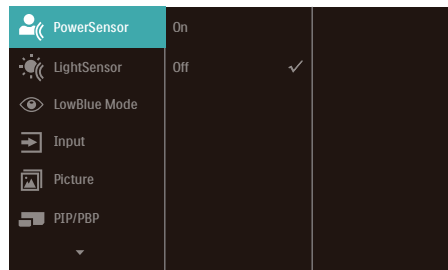 PowerSensor
On
LightSensor
Off
LowBlue Mode
Input
Picture
PIP/PBP